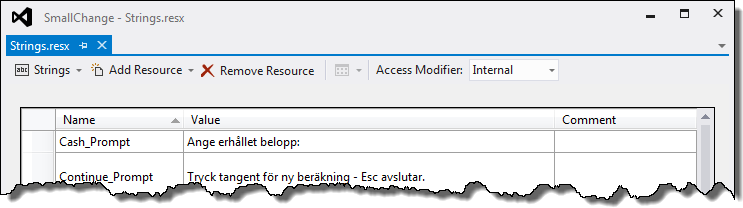 SmallChange - Strings.resx
Strings.resx
abc Strings Add Resource Remove Resource Access Modifier: Internal
Name Value Comment
Cash_Prompt Ange erhållet belopp:
Continue_Prompt Tryck tangent för ny beräkning - Esc avslutar.